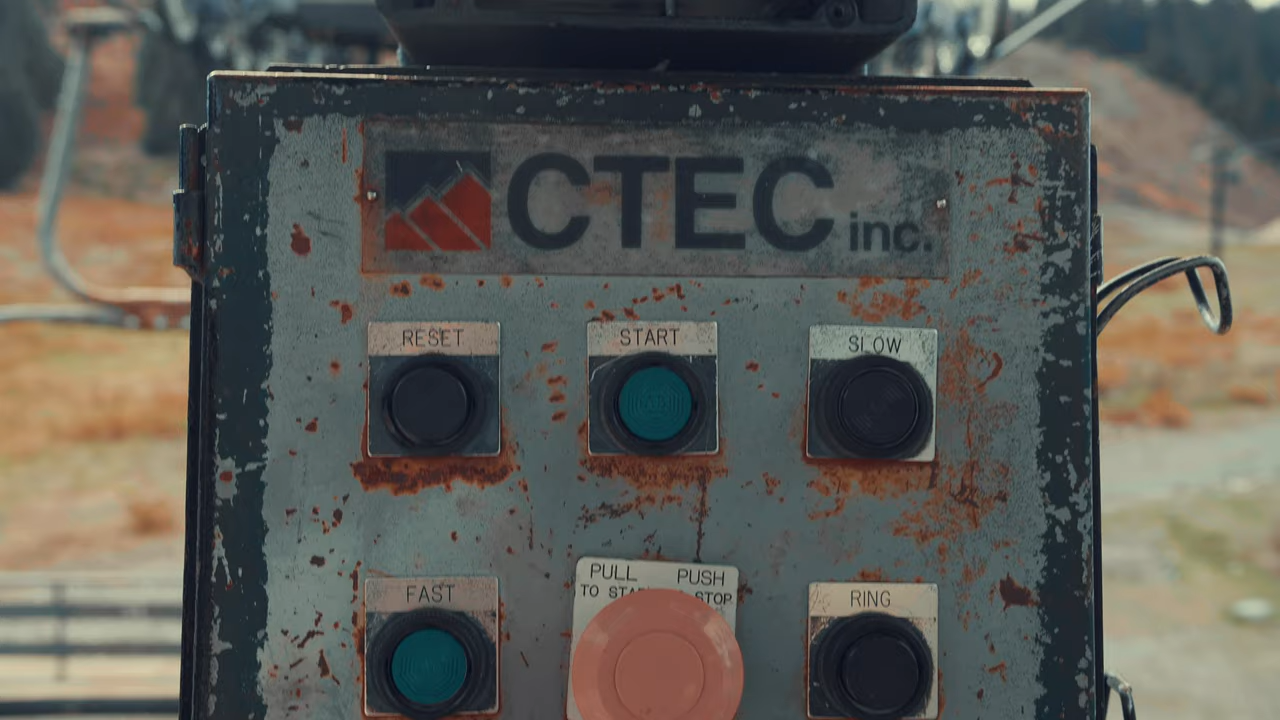 CTEC inc.
RESET
START
SLOW
FAST
PULL PUSH
TO STOP
RING